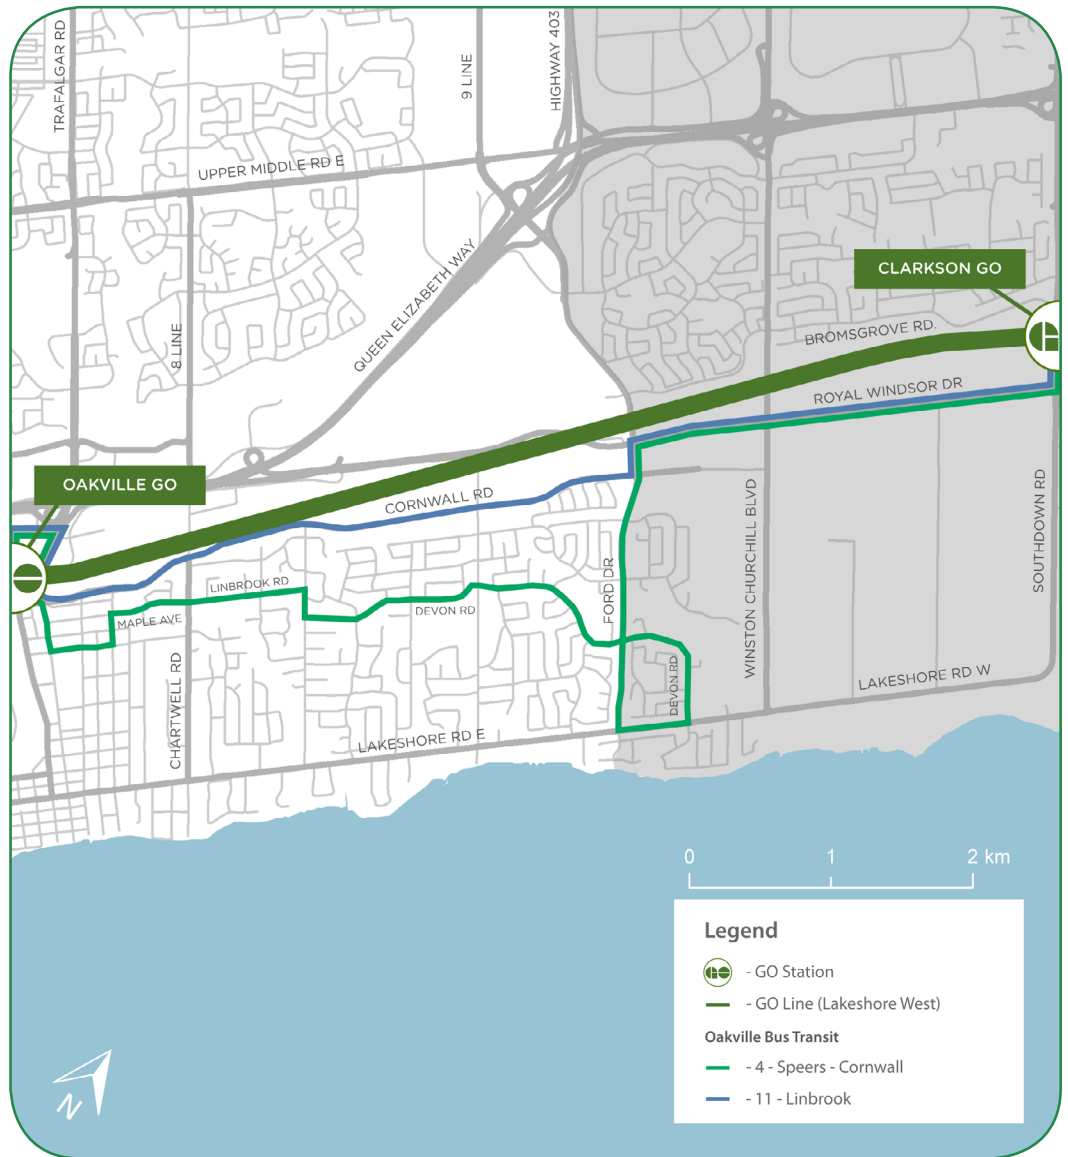 TRAFALGAR RD
9 LINE
HIGHWAY 403
UPPER MIDDLE RD E
QUEEN ELIZABETH WAY
CLARKSON GO
8 LINE
BROMSGROVE RD.
ROYAL WINDSOR DR
OAKVILLE GO
CORNWALL RD
WINSTON CHURCHILL BLVD
SOUTHDOWN RD
FORD DR
LINBROOK RD
MAPLE AVE
DEVON RD
DEVON RD
CHARTWELL RD
LAKESHORE RD W
LAKESHORE RD E
0 1 2 km
Legend
- GO Station
- GO Line (Lakeshore West)
Oakville Bus Transit
- 4 - Speers - Cornwall
- 11 - Linbrook
N